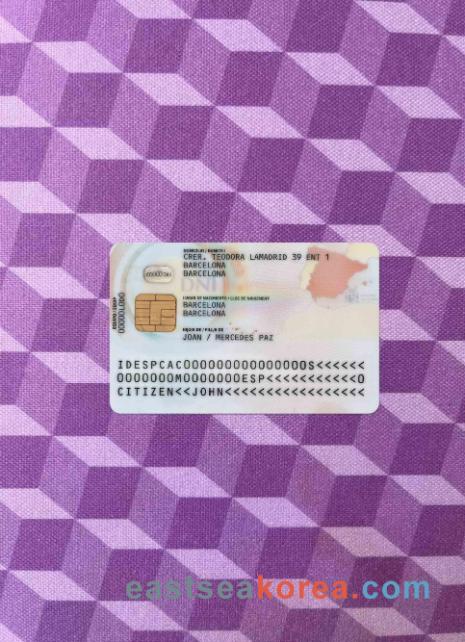 DOMICILIO / DOMICILI
CRER. TEODORA LAMADRID 39 ENT 1
BARCELONA
BARCELONA
DNI
LUGAR DE NACIMIENTO / LLOC DE NAIXEMENT
BARCELONA
BARCELONA
HIJO/A DE / FILL/A DE
JOAN / MERCEDES PAZ
IDESPCAC000000000000000S<<<<<<
0000000M0000000ESP<<<<<<<<<<<0
CITIZEN<<JOHN<<<<<<<<<<<<<<<<<
eastseakorea.com